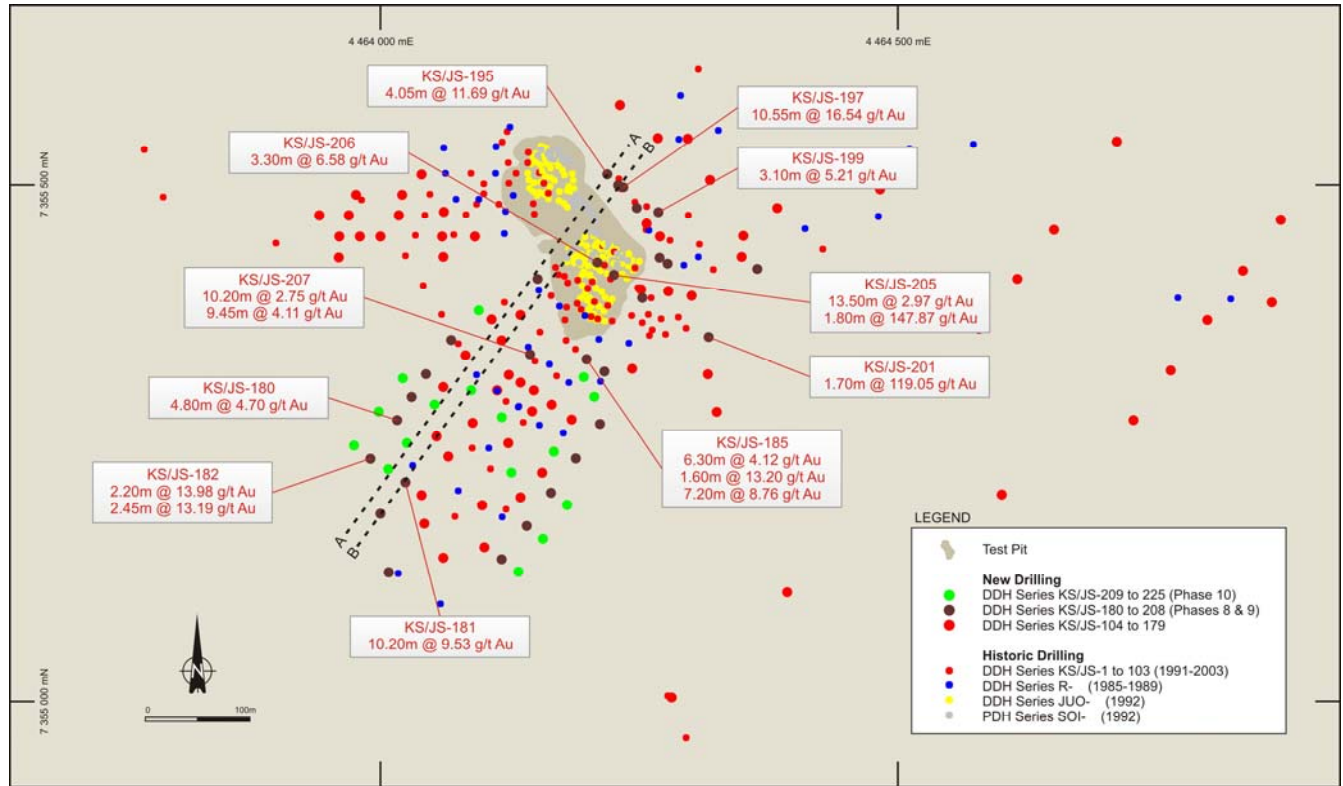 4 464 000 mE
4 464 500 mE
7 355 500 mN
7 355 000 mN
KS/JS-195
4.05m @ 11.69 g/t Au
KS/JS-197
10.55m @ 16.54 g/t Au
KS/JS-206
3.30m @ 6.58 g/t Au
KS/JS-199
3.10m @ 5.21 g/t Au
A
B
KS/JS-207
10.20m @ 2.75 g/t Au
9.45m @ 4.11 g/t Au
KS/JS-205
13.50m @ 2.97 g/t Au
1.80m @ 147.87 g/t Au
KS/JS-201
1.70m @ 119.05 g/t Au
KS/JS-180
4.80m @ 4.70 g/t Au
KS/JS-185
6.30m @ 4.12 g/t Au
1.60m @ 13.20 g/t Au
7.20m @ 8.76 g/t Au
KS/JS-182
2.20m @ 13.98 g/t Au
2.45m @ 13.19 g/t Au
A
B
KS/JS-181
10.20m @ 9.53 g/t Au
N
0 100m
LEGEND
Test Pit
New Drilling
DDH Series KS/JS-209 to 225 (Phase 10)
DDH Series KS/JS-180 to 208 (Phases 8 & 9)
DDH Series KS/JS-104 to 179
Historic Drilling
DDH Series KS/JS-1 to 103 (1991-2003)
DDH Series R- (1985-1989)
DDH Series JUO- (1992)
PDH Series SOI- (1992)